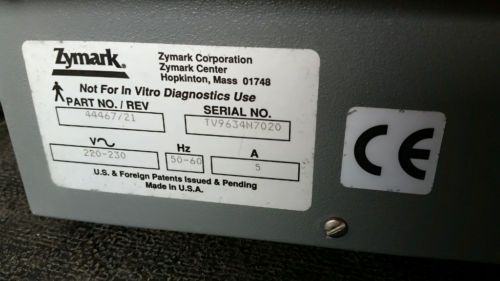 Zymark®
Zymark Corporation
Zymark Center
Hopkinton, Mass 01748
Not For In Vitro Diagnostics Use
PART NO. / REV
SERIAL NO.
44467/21
TV9634N7020
V~
Hz
A
220-230
50-60
5
U.S. & Foreign Patents Issued & Pending
Made in U.S.A.
CE